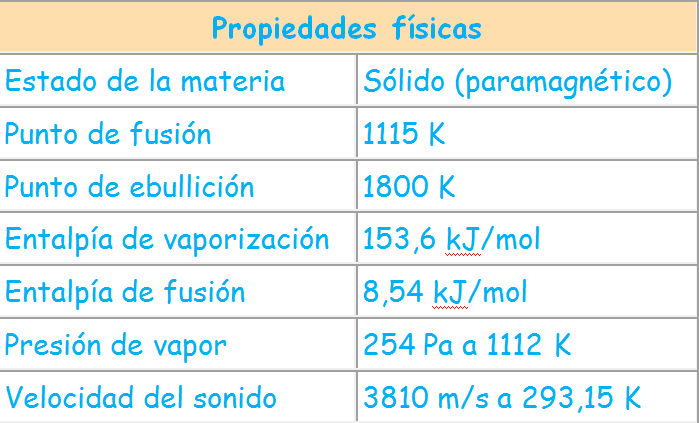 Propiedades físicas
Estado de la materia Sólido (paramagnético)
Punto de fusión 1115 K
Punto de ebullición 1800 K
Entalpía de vaporización 153,6 kJ/mol
Entalpía de fusión 8,54 kJ/mol
Presión de vapor 254 Pa a 1112 K
Velocidad del sonido 3810 m/s a 293,15 K